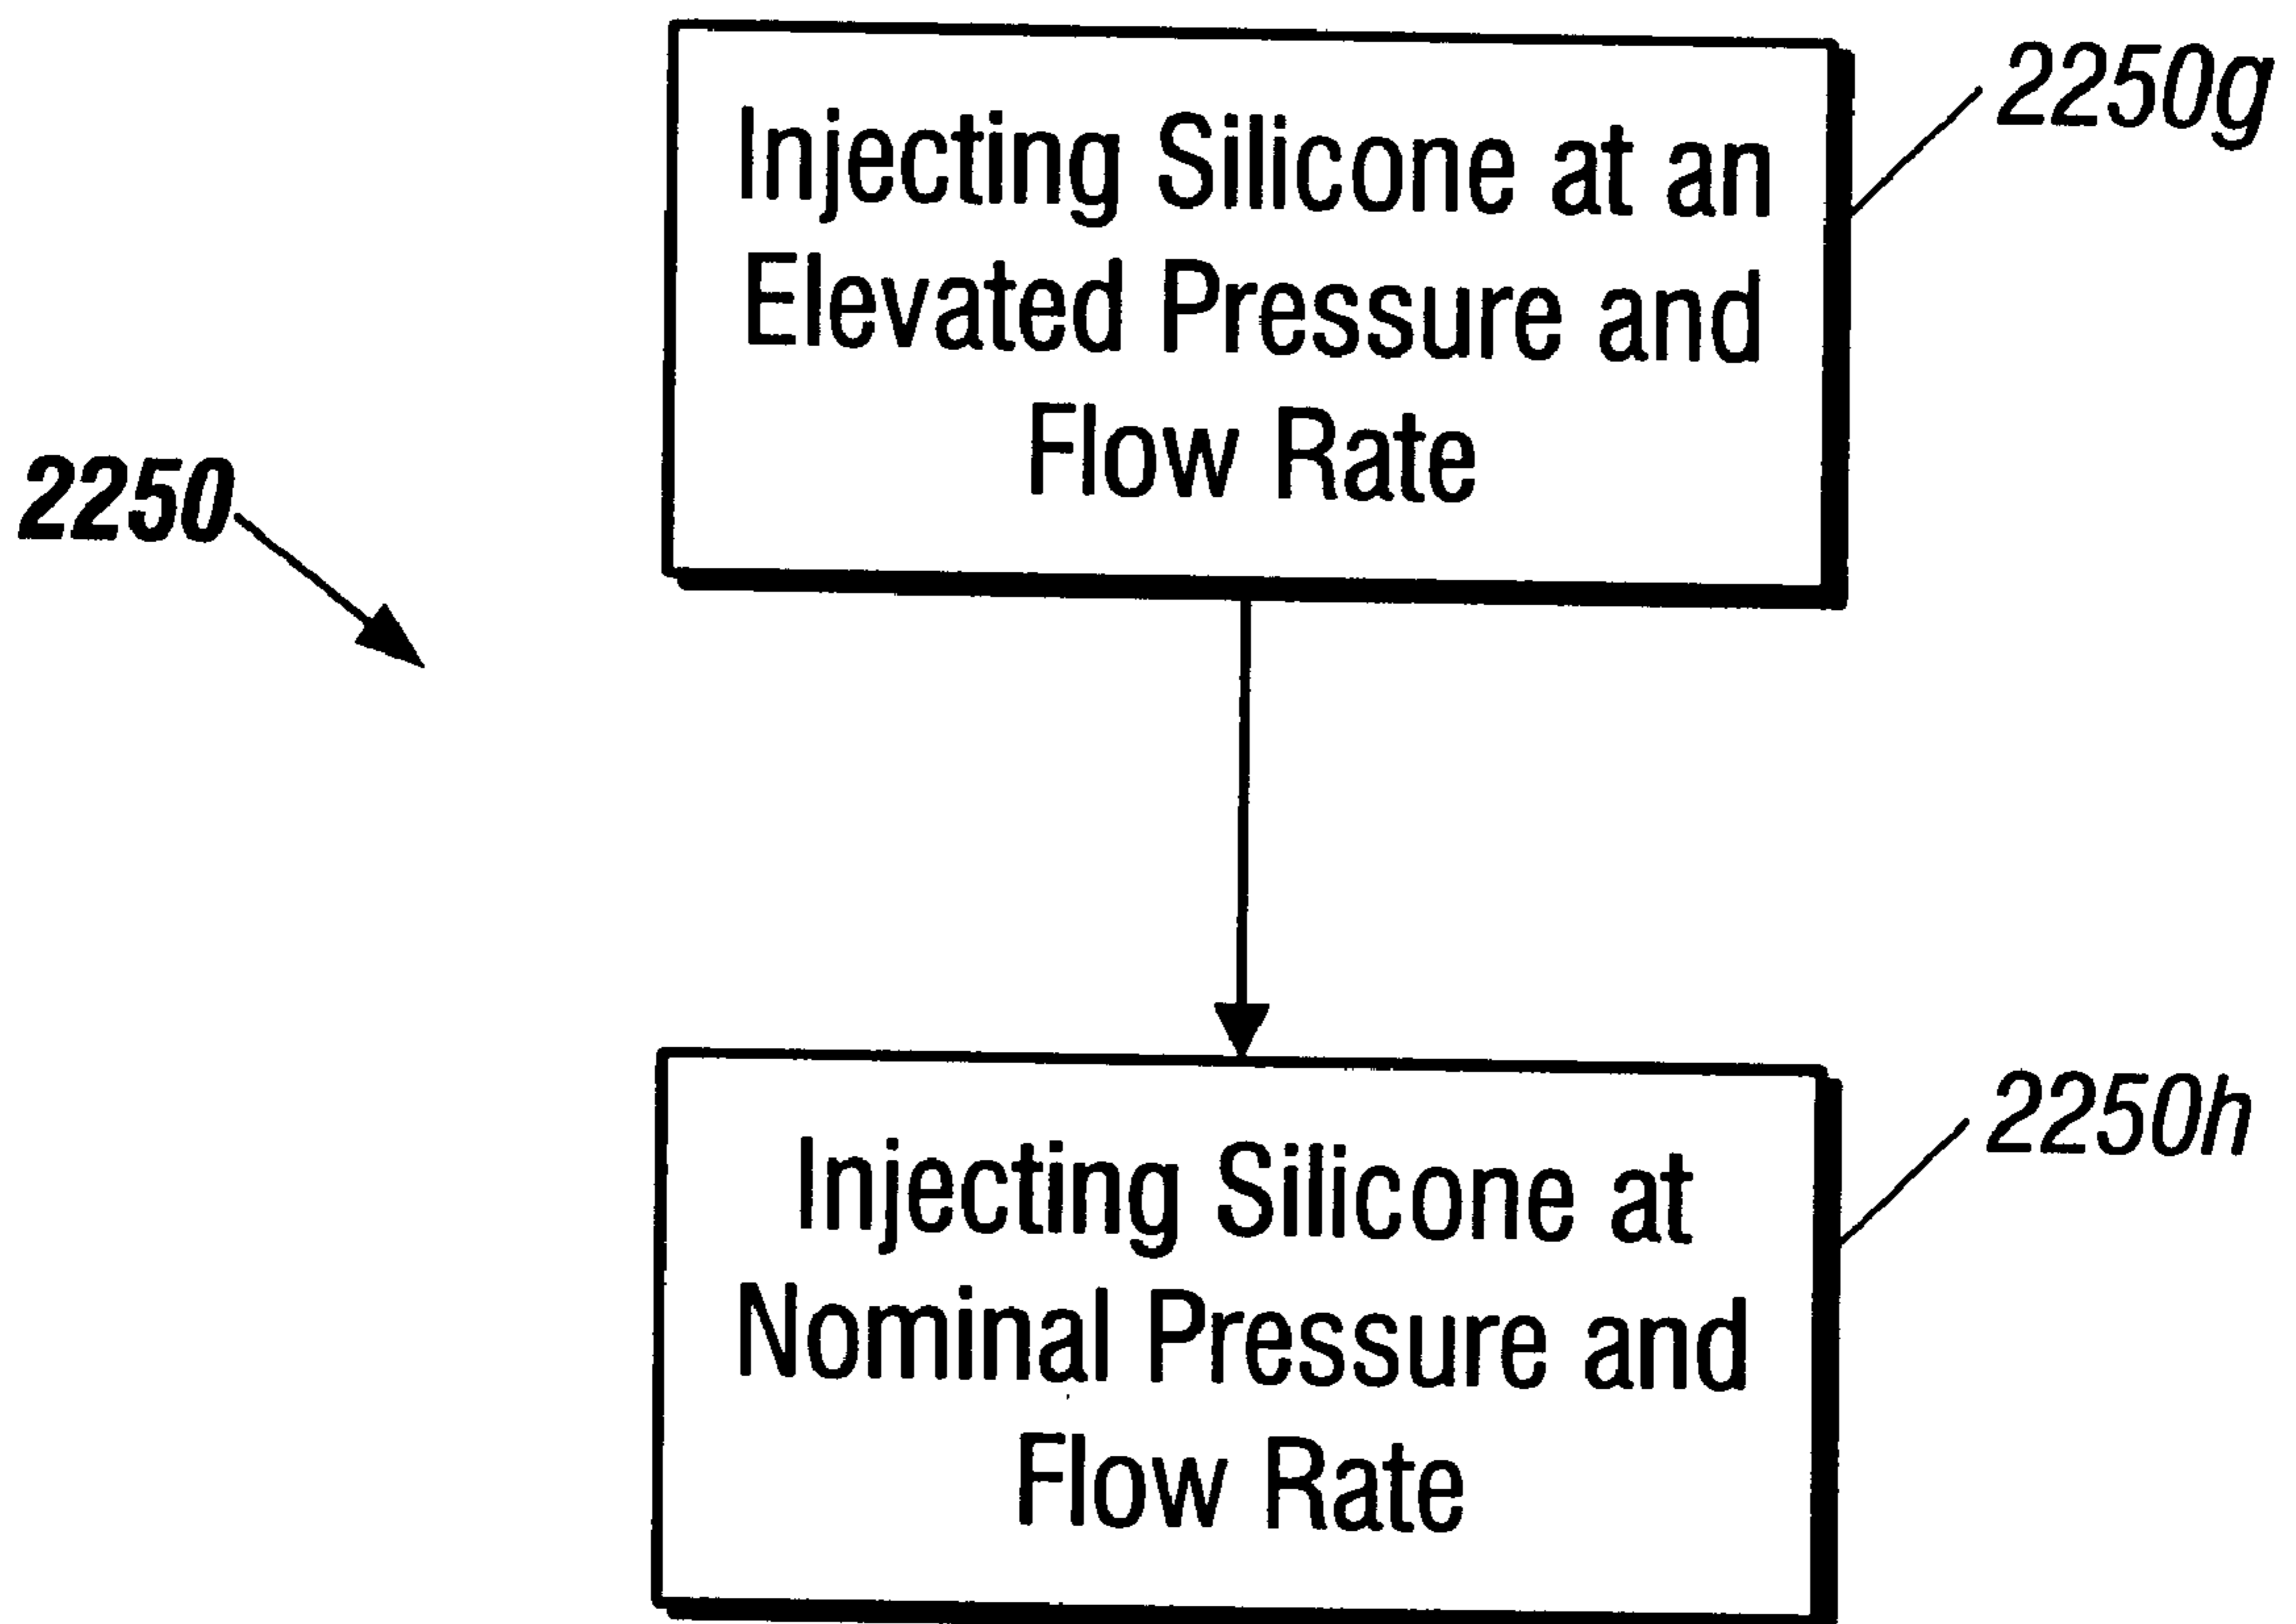 Injecting Silicone at an
Elevated Pressure and
Flow Rate
2250g
2250
Injecting Silicone at
Nominal Pressure and
Flow Rate
2250h